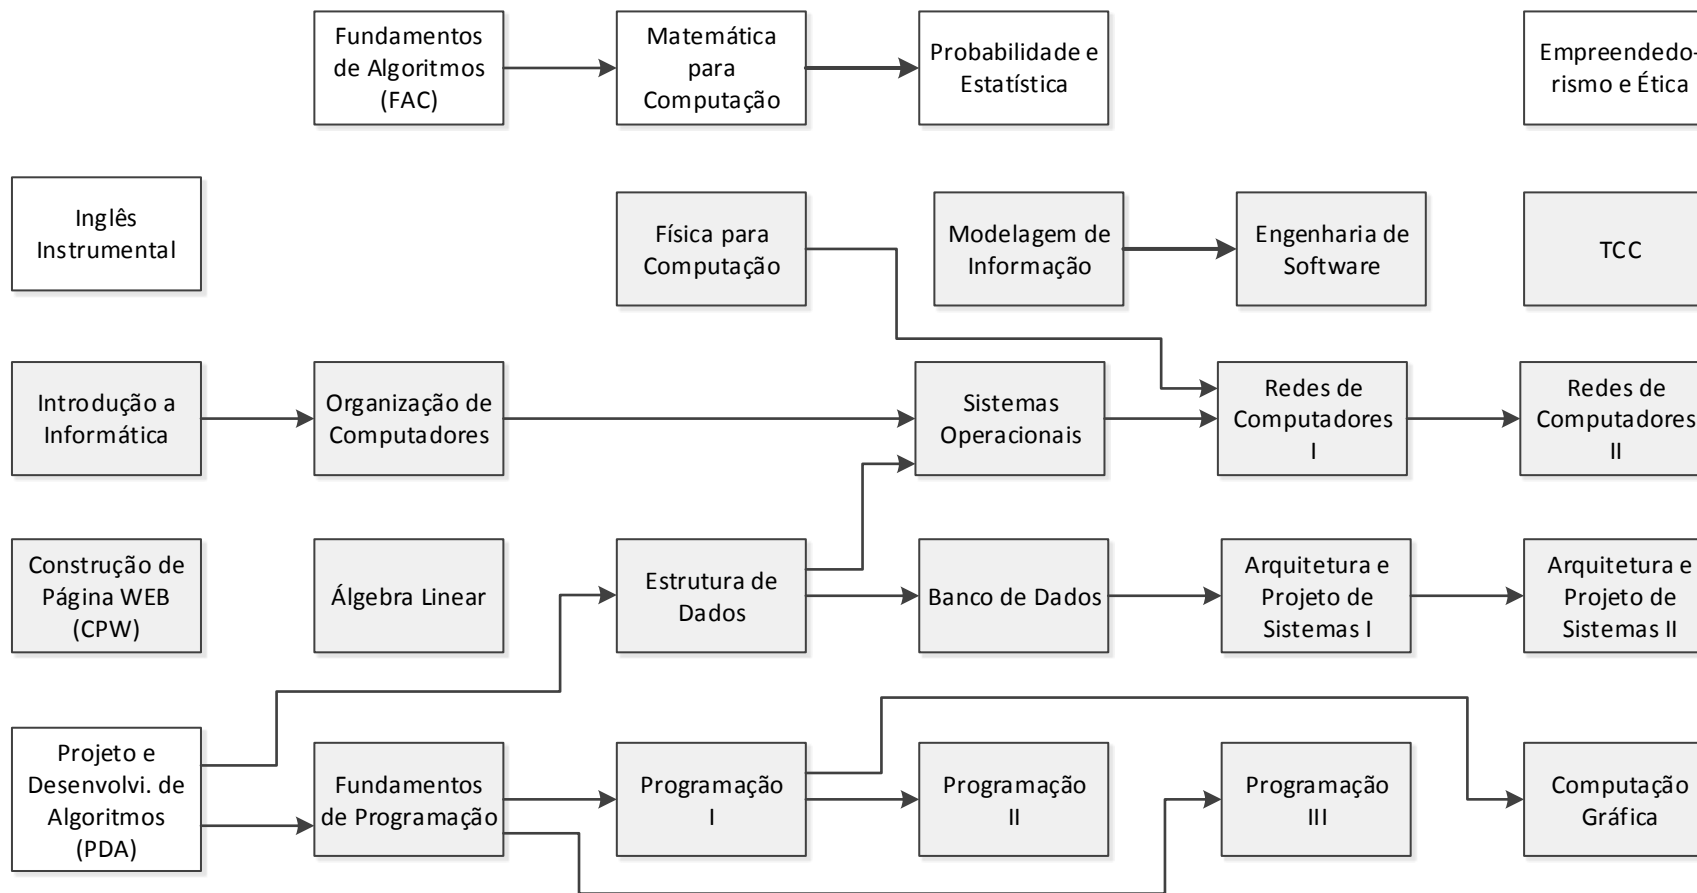 Fundamentos
de Algoritmos
(FAC)
Matemática
para
Computação
Probabilidade e
Estatística
Empreendedo-
rismo e Ética
Inglês
Instrumental
Física para
Computação
Modelagem de
Informação
Engenharia de
Software
TCC
Introdução a
Informática
Organização de
Computadores
Sistemas
Operacionais
Redes de
Computadores
I
Redes de
Computadores
II
Construção de
Página WEB
(CPW)
Álgebra Linear
Estrutura de
Dados
Banco de Dados
Arquitetura e
Projeto de
Sistemas I
Arquitetura e
Projeto de
Sistemas II
Projeto e
Desenvolvi. de
Algoritmos
(PDA)
Fundamentos
de Programação
Programação
I
Programação
II
Programação
III
Computação
Gráfica